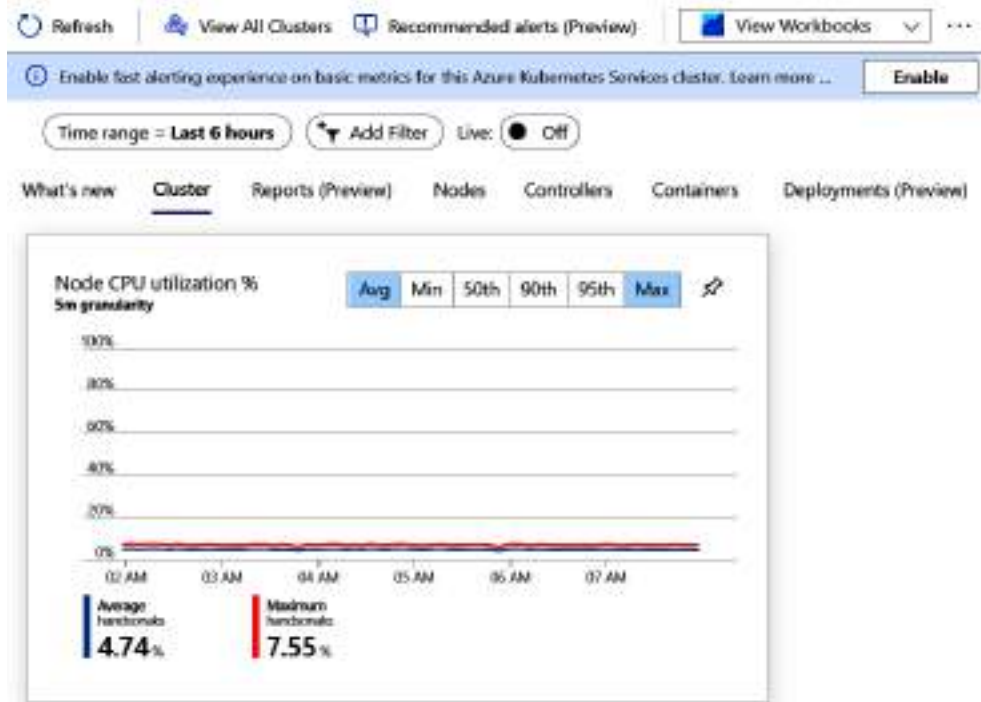 Refresh View All Clusters Recommended alerts (Preview) View Workbooks ...
Enable fast alerting experience on basic metrics for this Azure Kubernetes Services cluster. Learn more ... Enable
Time range = Last 6 hours Add Filter Live: Off
What's new Cluster Reports (Preview) Nodes Controllers Containers Deployments (Preview)
Node CPU utilization % Avg Min 50th 90th 95th Max
5m granularity
100%
80%
60%
40%
20%
0%
02 AM 03 AM 04 AM 05 AM 06 AM 07 AM
Average Maximum
handsonaks handsonaks
4.74% 7.55%